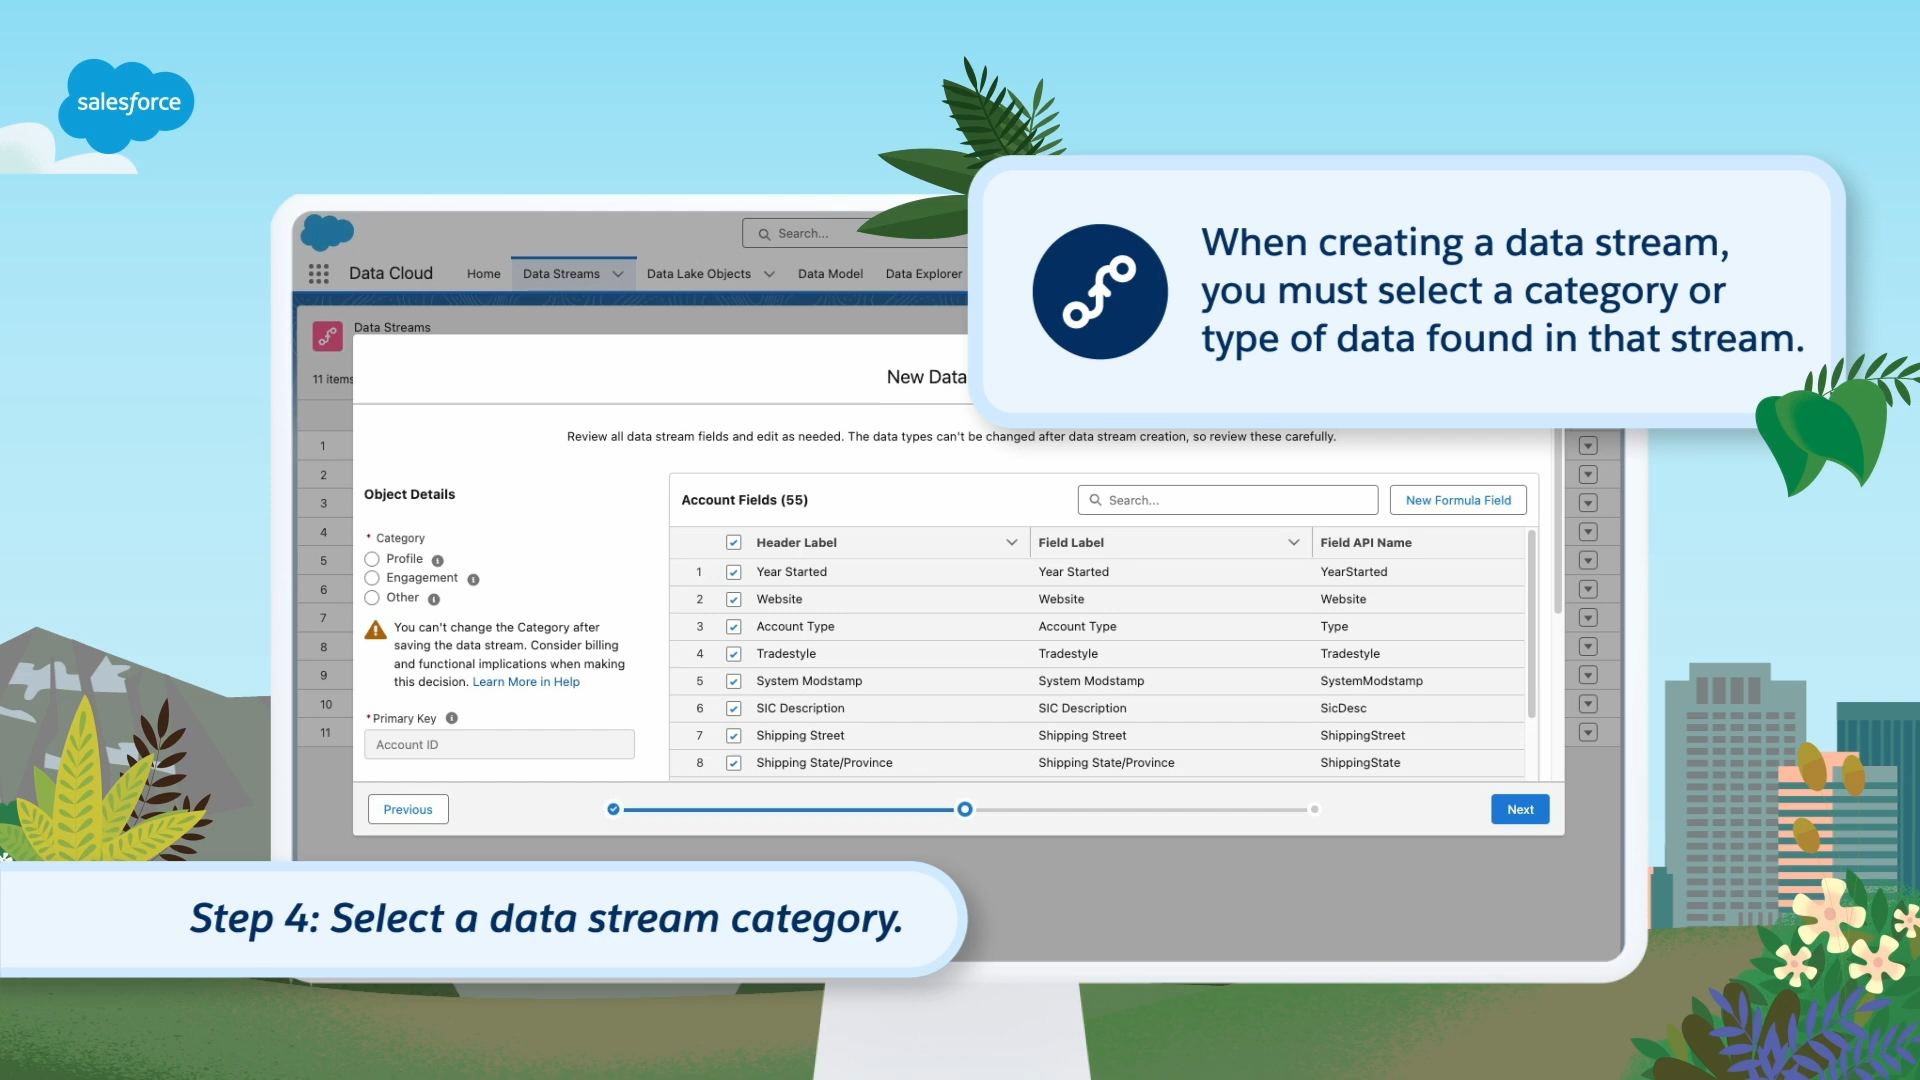 salesforce
When creating a data stream,
you must select a category or
type of data found in that stream.
Search...
Data Cloud
Home
Data Streams
Data Lake Objects
Data Model
Data Explorer
Data Streams
11 items
New Data
Review all data stream fields and edit as needed. The data types can't be changed after data stream creation, so review these carefully.
1
2
3
4
5
6
7
8
9
10
11
Object Details
* Category
Profile
Engagement
Other
You can't change the Category after
saving the data stream. Consider billing
and functional implications when making
this decision. Learn More in Help
* Primary Key
Account ID
Account Fields (55)
Search...
New Formula Field
Header Label Field Label Field API Name
1 Year Started Year Started YearStarted
2 Website Website Website
3 Account Type Account Type Type
4 Tradestyle Tradestyle Tradestyle
5 System Modstamp System Modstamp SystemModstamp
6 SIC Description SIC Description SicDesc
7 Shipping Street Shipping Street ShippingStreet
8 Shipping State/Province Shipping State/Province ShippingState
Previous
Next
Step 4: Select a data stream category.